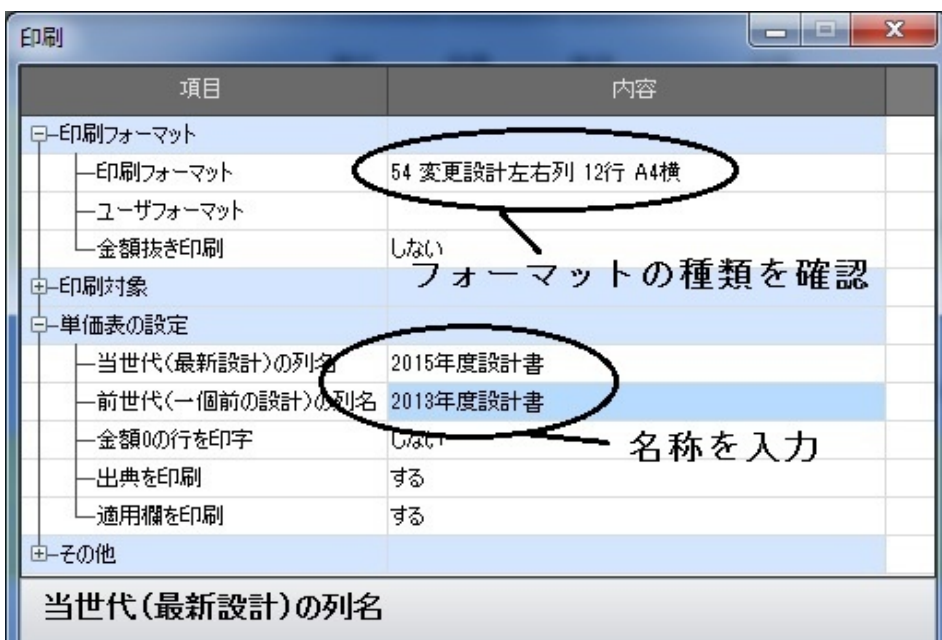 印刷
項目 内容
印刷フォーマット
印刷フォーマット 54 変更設計左右列 12行 A4横
ユーザフォーマット
金額抜き印刷 しない
フォーマットの種類を確認
印刷対象
単価表の設定
当世代(最新設計)の列名 2015年度設計書
前世代(一個前の設計)の列名 2013年度設計書
金額0の行を印字 しない
名称を入力
出典を印刷 する
適用欄を印刷 する
その他
当世代(最新設計)の列名